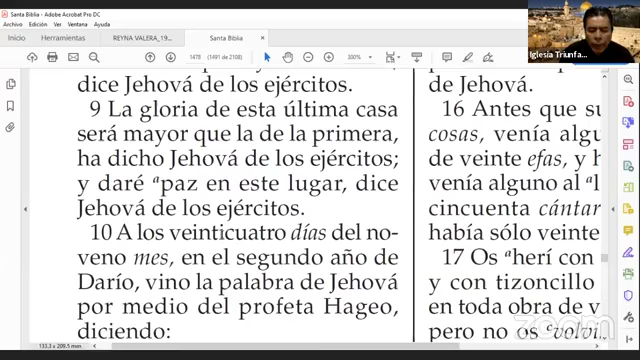 Santa Biblia - Adobe Acrobat Pro DC
Archivo Edición Ver Ventana Ayuda
Inicio Herramientas REYNA VALERA_19... Santa Biblia ×
1478 (1491 de 2108) 300%
Iglesia Triunfa...
dice Jehová de los ejércitos.
9 La gloria de esta última casa
será mayor que la de la primera,
ha dicho Jehová de los ejércitos;
y daré ᵃpaz en este lugar, dice
Jehová de los ejércitos.
10 A los veinticuatro días del no-
veno mes, en el segundo año de
Darío, vino la palabra de Jehová
por medio del profeta Hageo,
diciendo:
de Jehová.
16 Antes que su
cosas, venía algu
de veinte efas, y h
venía alguno al ᵃl
cincuenta cántar
había sólo veinte
17 Os ᵃherí con
y con tizoncillo
en toda obra de v
pero no os ᵇvolvi
133.3 x 209.5 mm
zoom